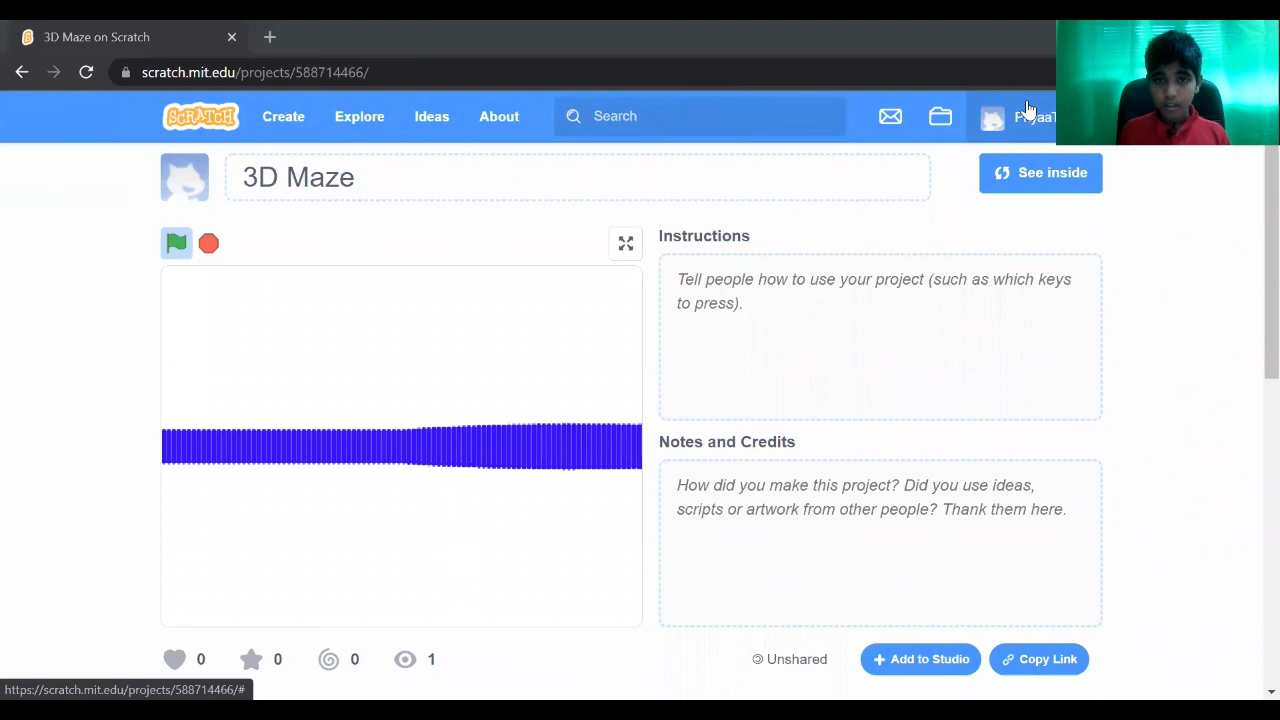 3D Maze on Scratch
scratch.mit.edu/projects/588714466/
SCRATCH
Create
Explore
Ideas
About
Search
3D Maze
See inside
Instructions
Tell people how to use your project (such as which keys
to press).
Notes and Credits
How did you make this project? Did you use ideas,
scripts or artwork from other people? Thank them here.
0
0
0
1
Unshared
Add to Studio
Copy Link
https://scratch.mit.edu/projects/588714466/#